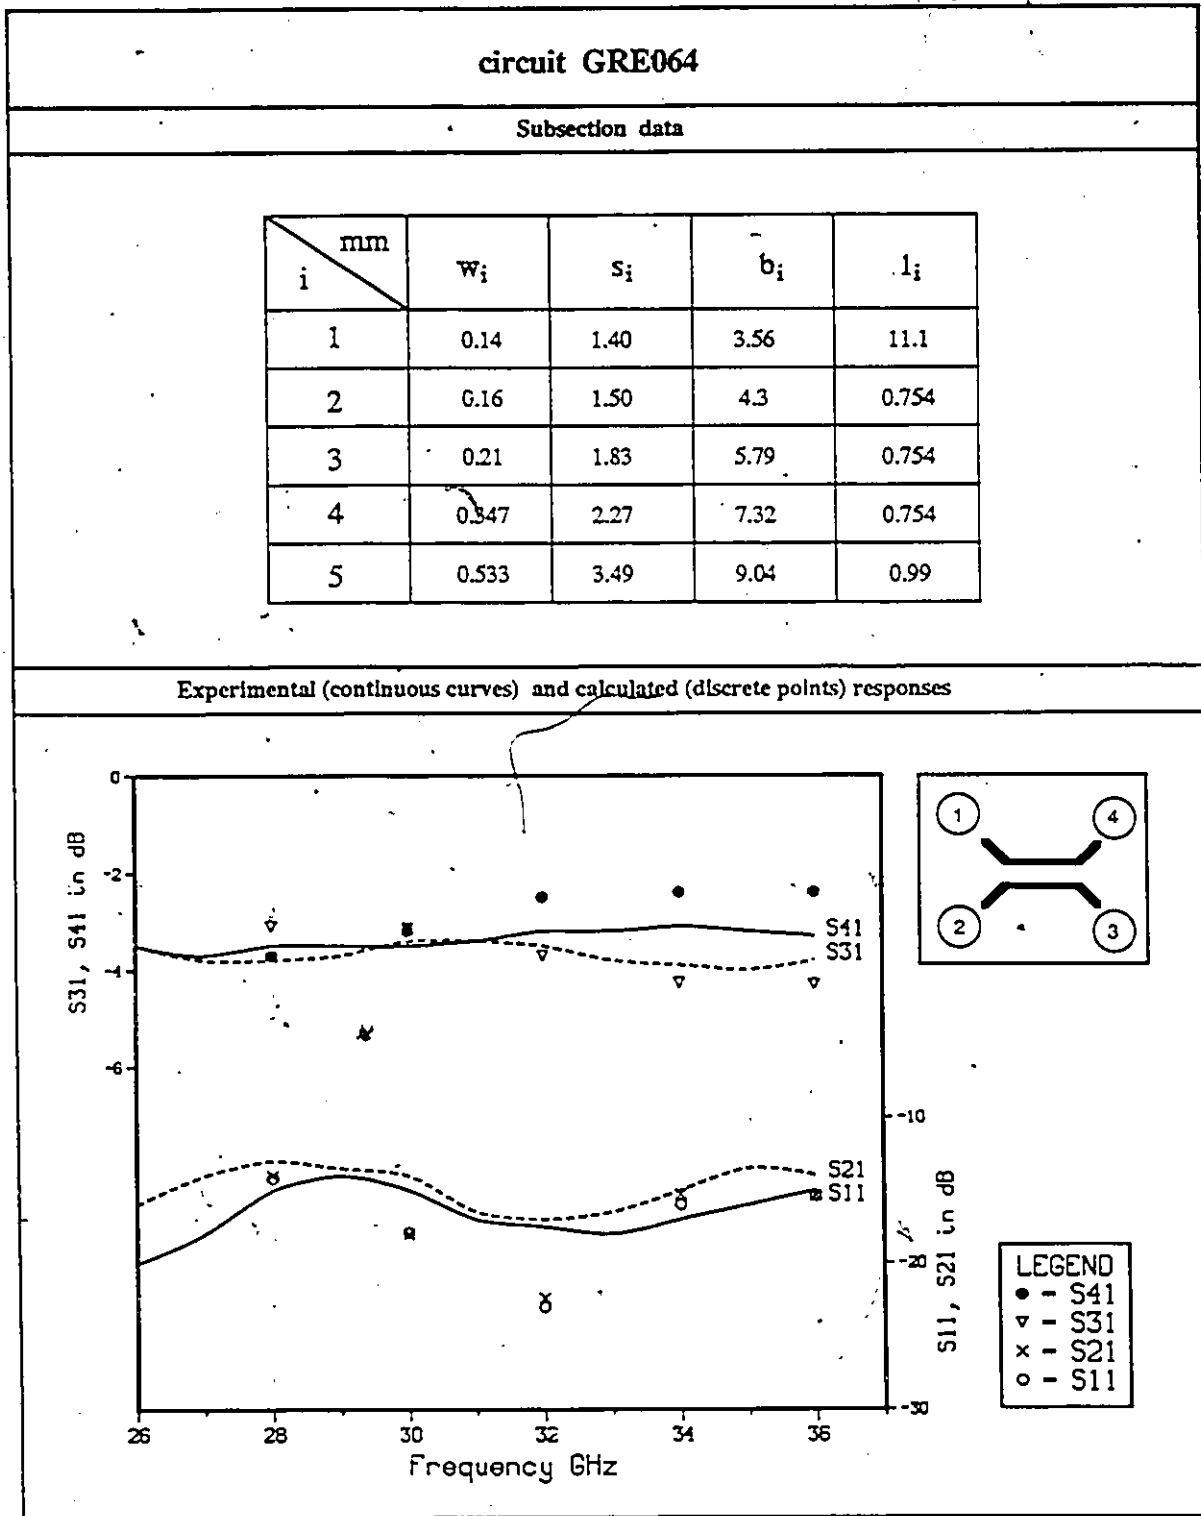 circuit GRE064
Subsection data
mm
i wi si bi li
1 0.14 1.40 3.56 11.1
2 0.16 1.50 4.3 0.754
3 0.21 1.83 5.79 0.754
4 0.347 2.27 7.32 0.754
5 0.533 3.49 9.04 0.99
Experimental (continuous curves) and calculated (discrete points) responses
S31, S41 in dB
0
-2
-4
-6
S41
S31
S21
S11
-10
-20
-30
S11, S21 in dB
26 28 30 32 34 36
Frequency GHz
1 4
2 3
LEGEND
● - S41
▽ - S31
× - S21
○ - S11